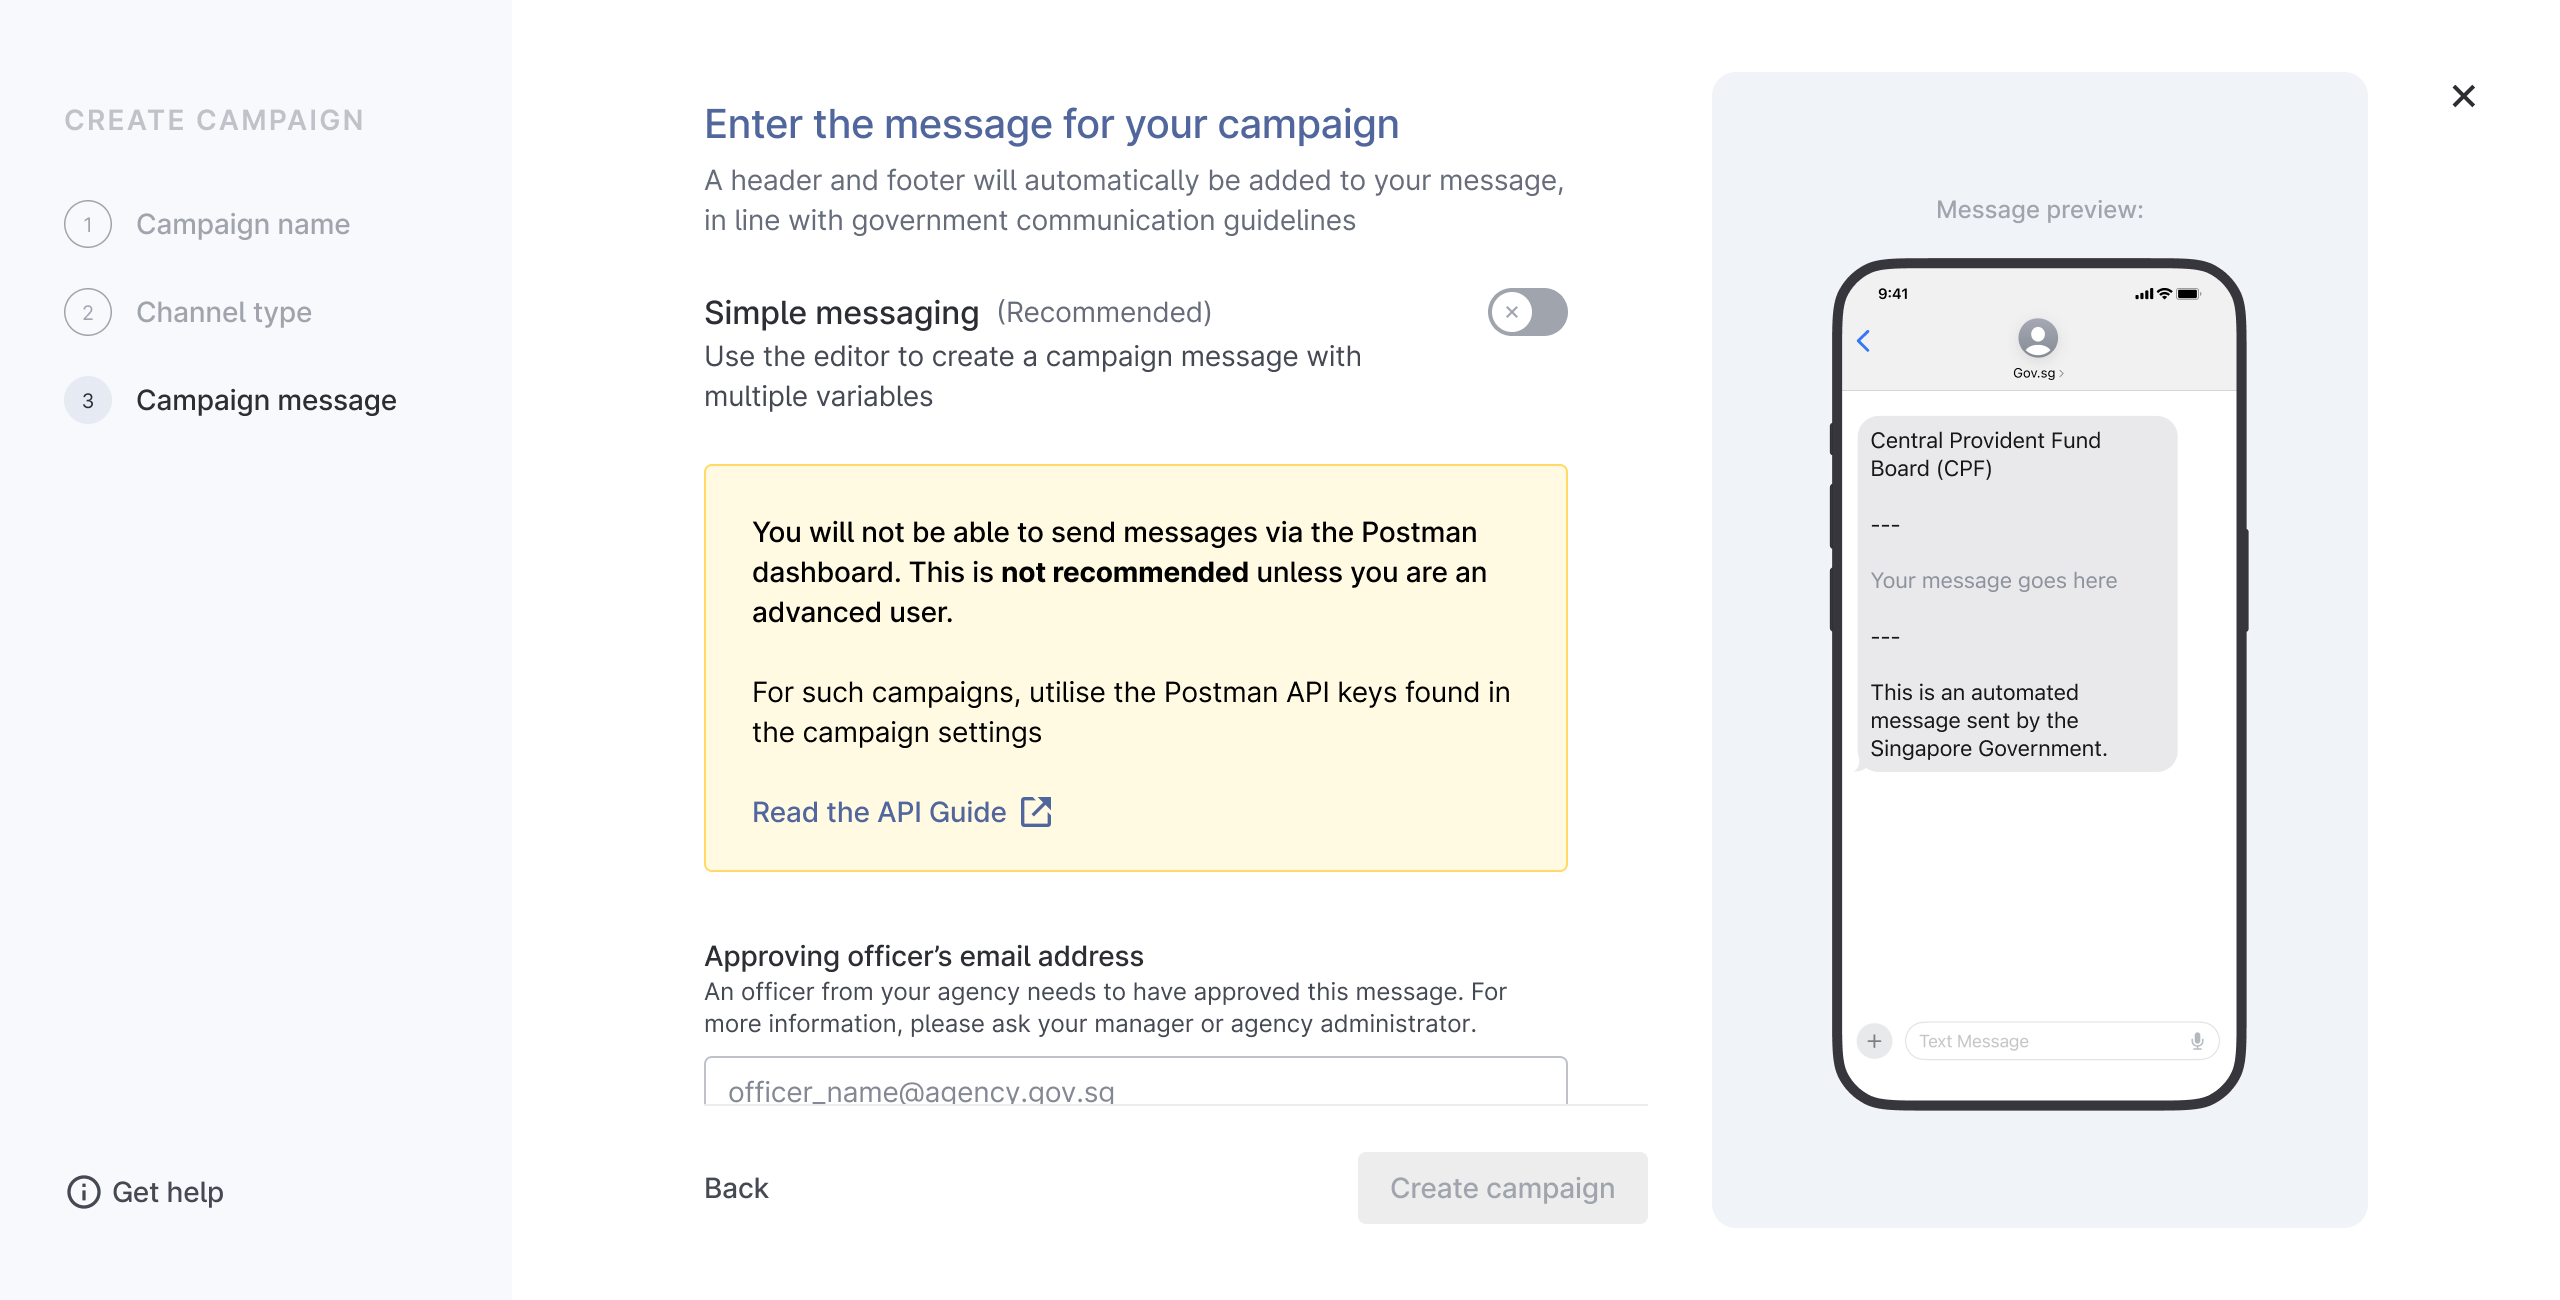 CREATE CAMPAIGN
1 Campaign name
2 Channel type
3 Campaign message
Get help
Enter the message for your campaign
A header and footer will automatically be added to your message,
in line with government communication guidelines
Simple messaging (Recommended)
Use the editor to create a campaign message with
multiple variables
You will not be able to send messages via the Postman
dashboard. This is not recommended unless you are an
advanced user.
For such campaigns, utilise the Postman API keys found in
the campaign settings
Read the API Guide
Approving officer’s email address
An officer from your agency needs to have approved this message. For
more information, please ask your manager or agency administrator.
officer_name@agency.gov.sg
Back
Create campaign
Message preview:
9:41
Gov.sg
Central Provident Fund
Board (CPF)
---
Your message goes here
---
This is an automated
message sent by the
Singapore Government.
Text Message